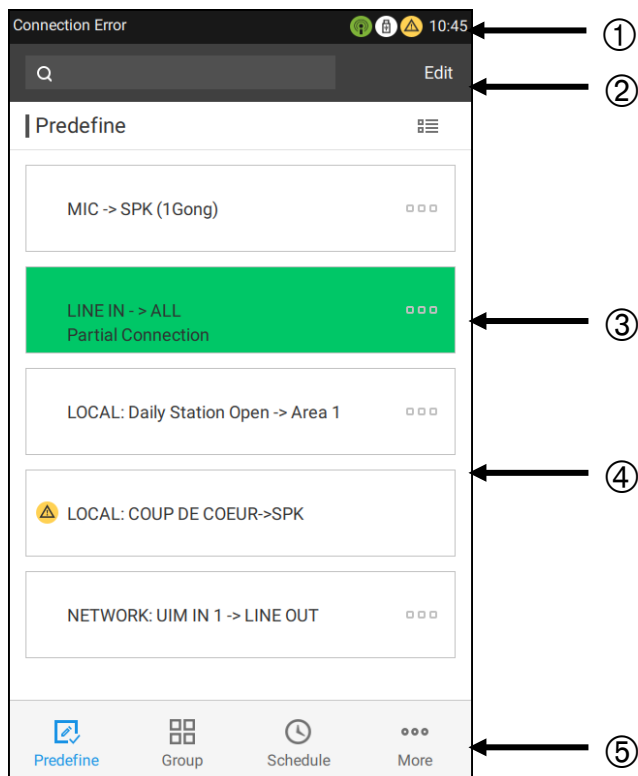 Connection Error 10:45 ①
Edit ②
Predefine
MIC -> SPK (1Gong)
LINE IN - > ALL ③
Partial Connection
LOCAL: Daily Station Open -> Area 1
④
LOCAL: COUP DE COEUR->SPK
NETWORK: UIM IN 1 -> LINE OUT
Predefine Group Schedule More ⑤